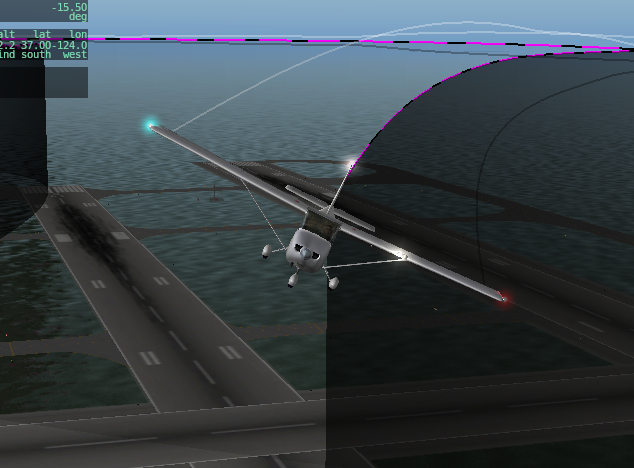 -15.50
deg
alt lat lon
2.2 37.00-124.0
ind south west